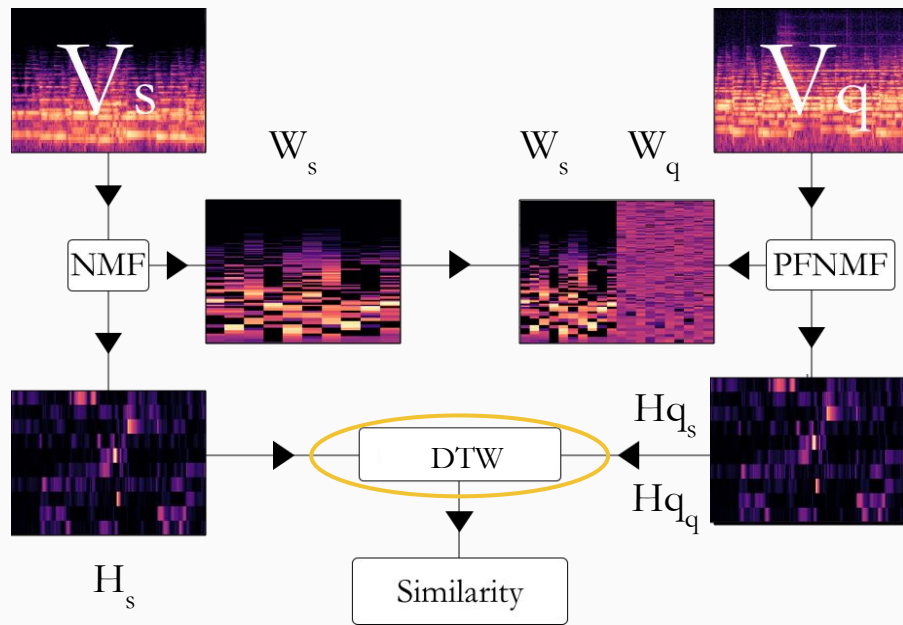 Vs
Vq
Ws
Ws
Wq
NMF
PFNMF
Hqs
DTW
Hqq
Hs
Similarity